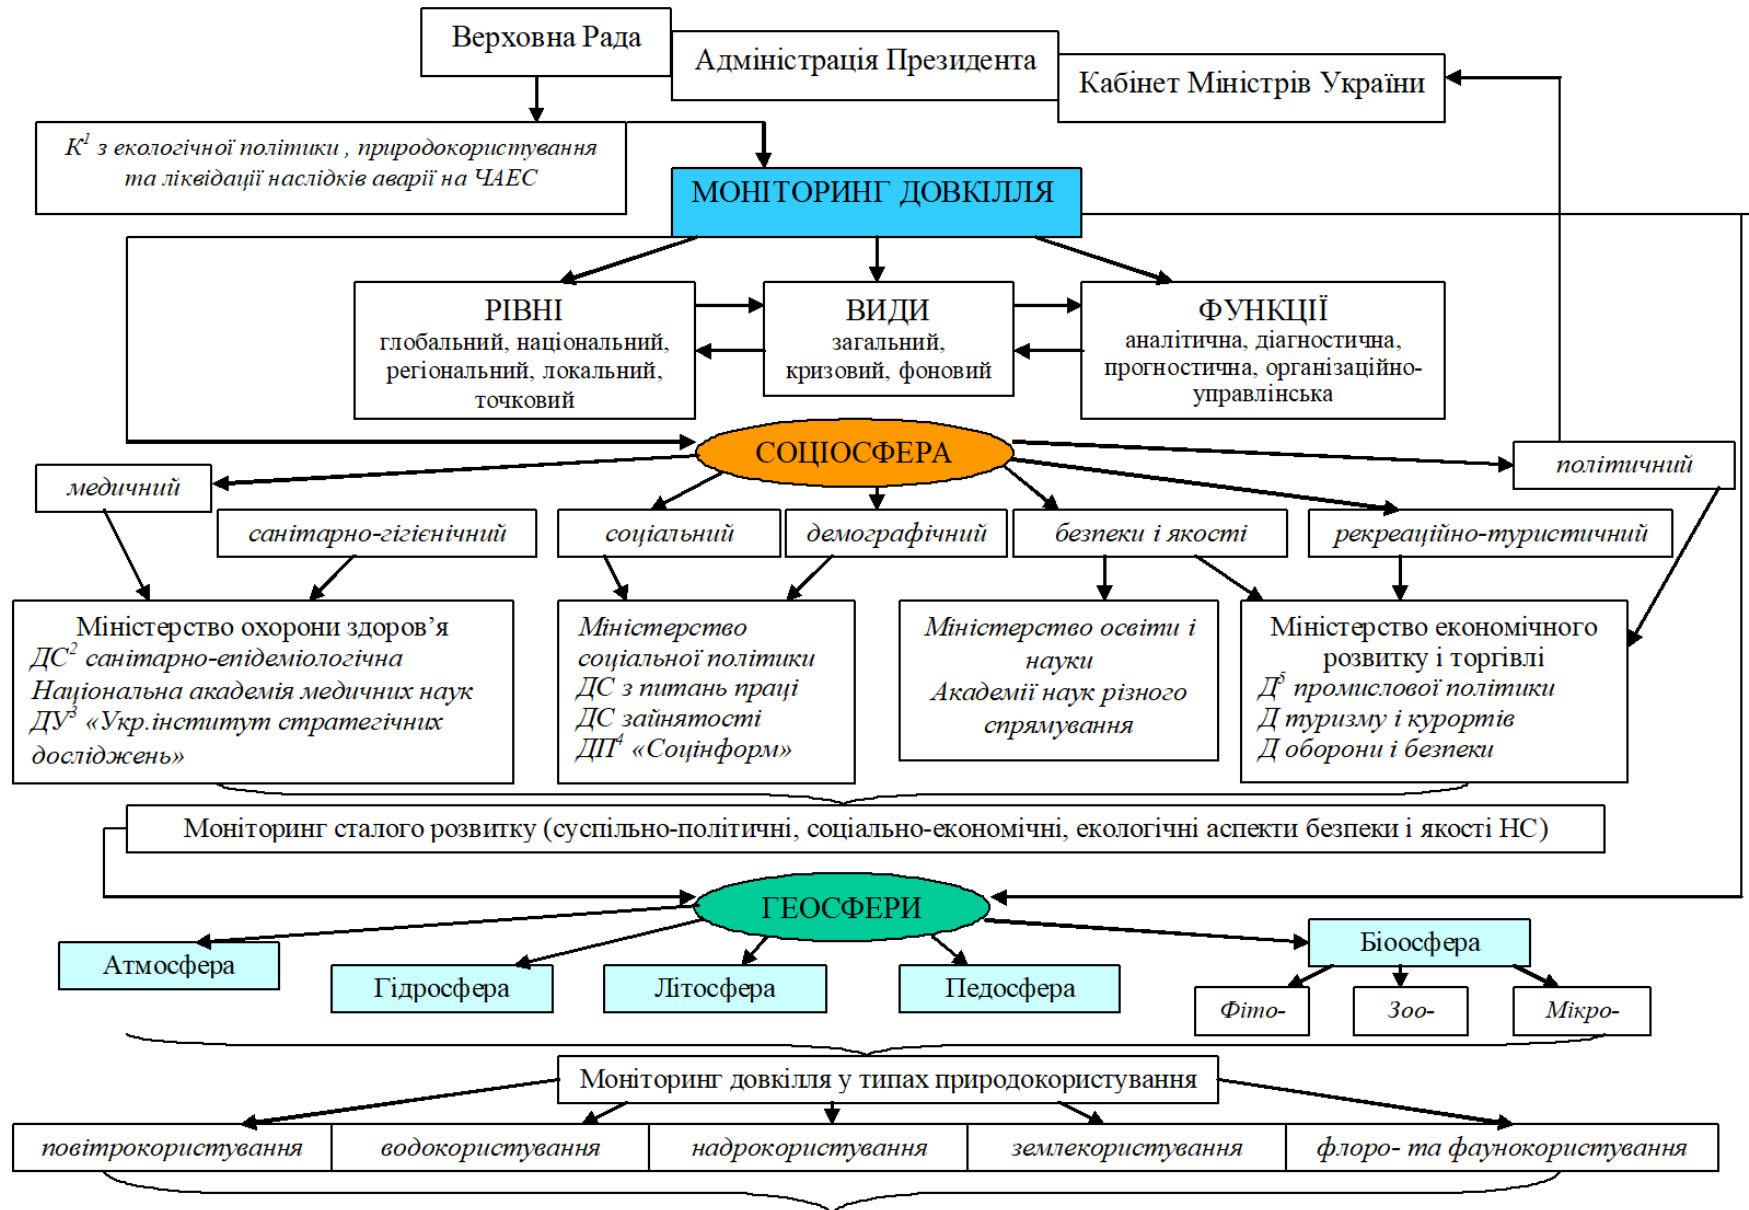 Верховна Рада
Адміністрація Президента
Кабінет Міністрів України
К¹ з екологічної політики , природокористування
та ліквідації наслідків аварії на ЧАЕС
МОНІТОРИНГ ДОВКІЛЛЯ
РІВНІ
глобальний, національний,
регіональний, локальний,
точковий
ВИДИ
загальний,
кризовий, фоновий
ФУНКЦІЇ
аналітична, діагностична,
прогностична, організаційно-
управлінська
СОЦІОСФЕРА
медичний
політичний
санітарно-гігієнічний
соціальний
демографічний
безпеки і якості
рекреаційно-туристичний
Міністерство охорони здоров’я
ДС² санітарно-епідеміологічна
Національна академія медичних наук
ДУ³ «Укр.інститут стратегічних
досліджень»
Міністерство
соціальної політики
ДС з питань праці
ДС зайнятості
ДП⁴ «Соцінформ»
Міністерство освіти і
науки
Академії наук різного
спрямування
Міністерство економічного
розвитку і торгівлі
Д⁵ промислової політики
Д туризму і курортів
Д оборони і безпеки
Моніторинг сталого розвитку (суспільно-політичні, соціально-економічні, екологічні аспекти безпеки і якості НС)
ГЕОСФЕРИ
Атмосфера
Гідросфера
Літосфера
Педосфера
Біоосфера
Фіто-
Зоо-
Мікро-
Моніторинг довкілля у типах природокористування
повітрокористування
водокористування
надрокористування
землекористування
флоро- та фаунокористування